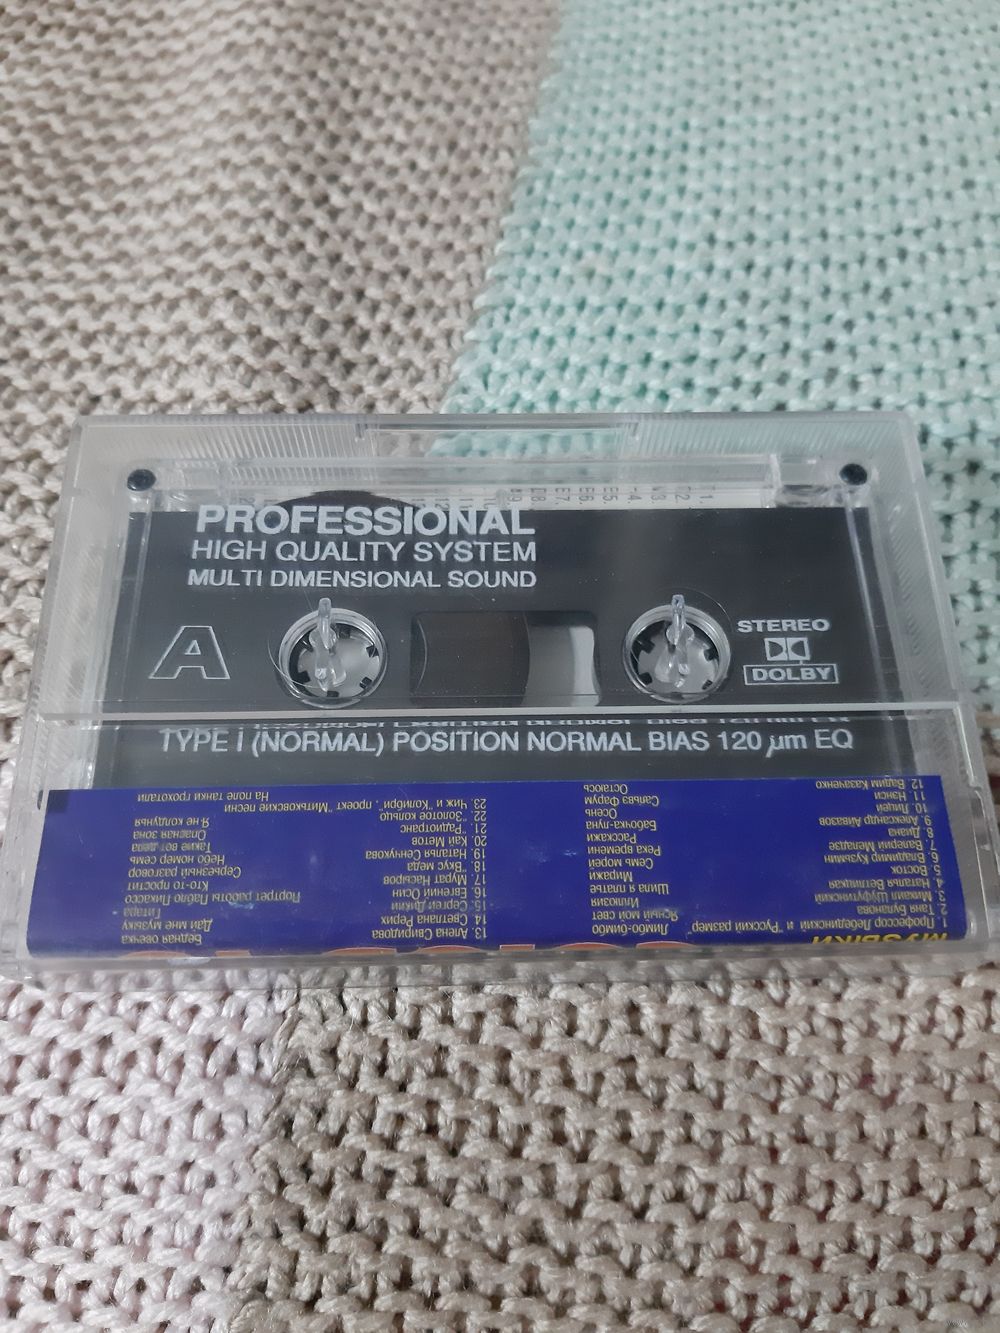 PROFESSIONAL
HIGH QUALITY SYSTEM
MULTI DIMENSIONAL SOUND
A
STEREO
DOLBY
TYPE I (NORMAL) POSITION NORMAL BIAS 120 µm EQ
МУЗЫКИ
1. Профессор Лебединский и "Русский размер" Лимбо-бимбо
2. Таня Буланова Ясный мой свет
3. Михаил Шуфутинский Иллюзия
4. Наталия Ветлицкая Шила платье
5. Восток Миражи
6. Владимир Кузьмин Семь морей
7. Валерий Меладзе Река времени
8. Диана Расскажи
9. Александр Айвазов Бабочка-луна
10. Лицей Осень
11. Нэнси Сальвэ Фарум
12. Вадим Казаченко Остаюсь
13. Алена Свиридова Бедная овечка
14. Светлана Рерих Дай мне музыку
15. Сергей Дикий Гитара
16. Евгений Осин Портрет работы Пабло Пикассо
17. Мурат Насыров Кто-то простит
18. "Вкус меда" Серьезный разговор
19. Наталия Сенчукова Небо номер семь
20. Кай Метов Такие вот дела
21. "Радиотранс" Опасная зона
22. "Золотое кольцо" Я не колдунья
23. Чиж и "Колибри", проект "Митьковские песни"
На поле танки грохотали